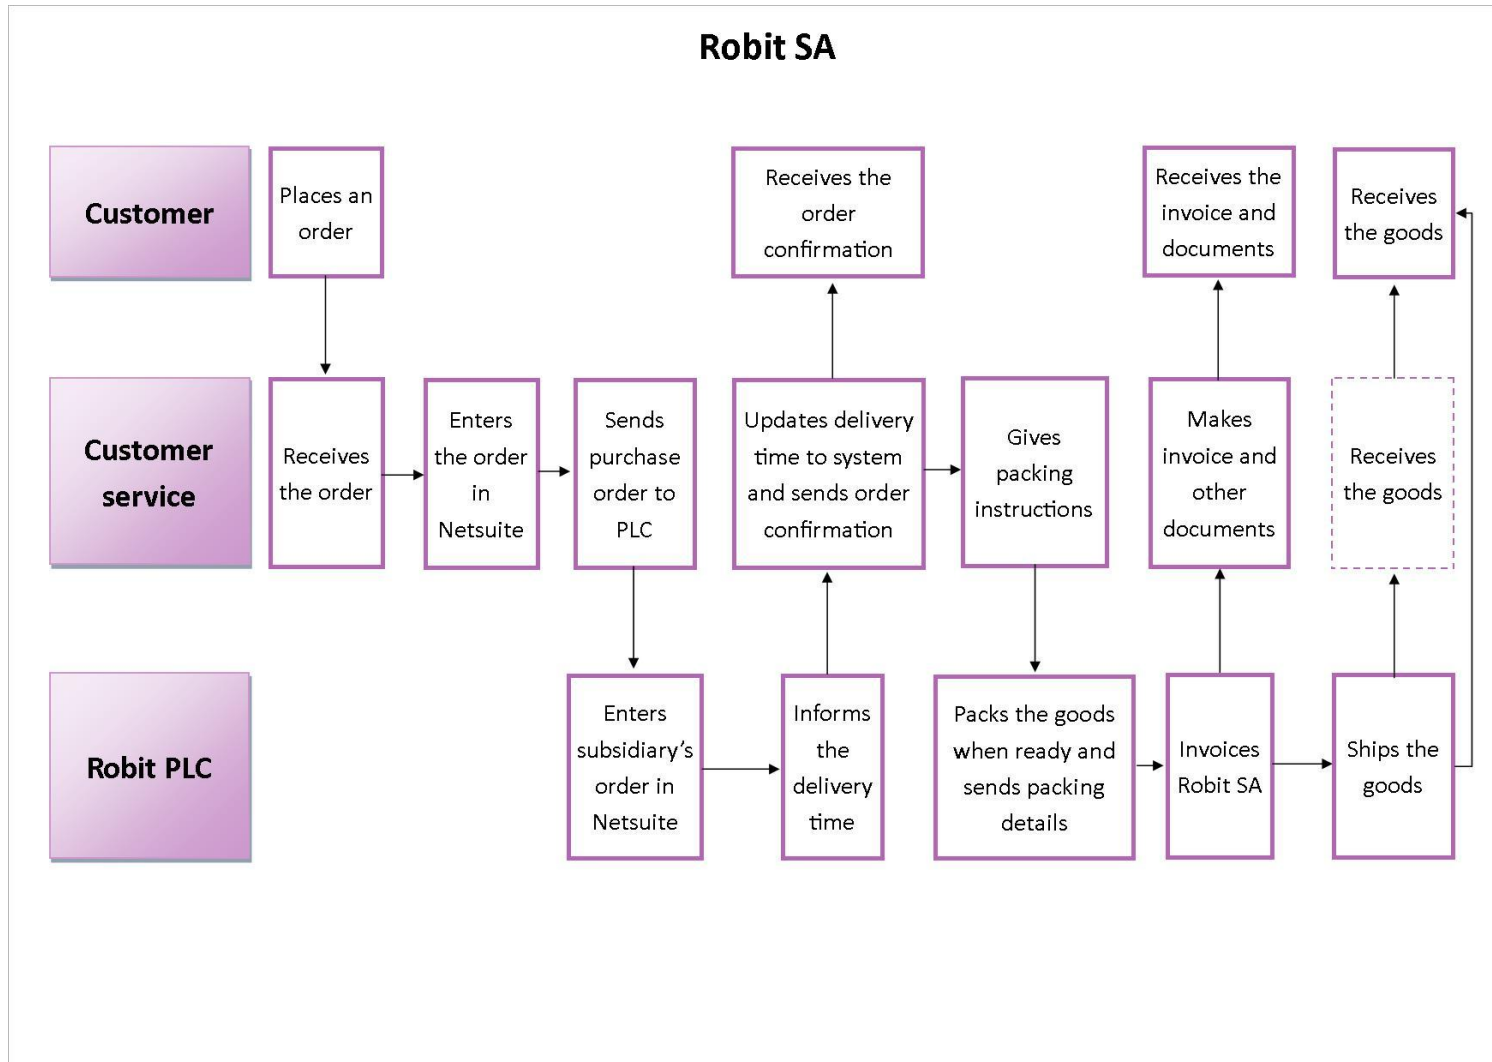 Robit SA
Customer
Places an
order
Receives the
order
confirmation
Receives the
invoice and
documents
Receives
the goods
Customer
service
Receives
the order
Enters
the order
in
Netsuite
Sends
purchase
order to
PLC
Updates delivery
time to system
and sends order
confirmation
Gives
packing
instructions
Makes
invoice and
other
documents
Receives
the goods
Robit PLC
Enters
subsidiary’s
order in
Netsuite
Informs
the
delivery
time
Packs the goods
when ready and
sends packing
details
Invoices
Robit SA
Ships the
goods